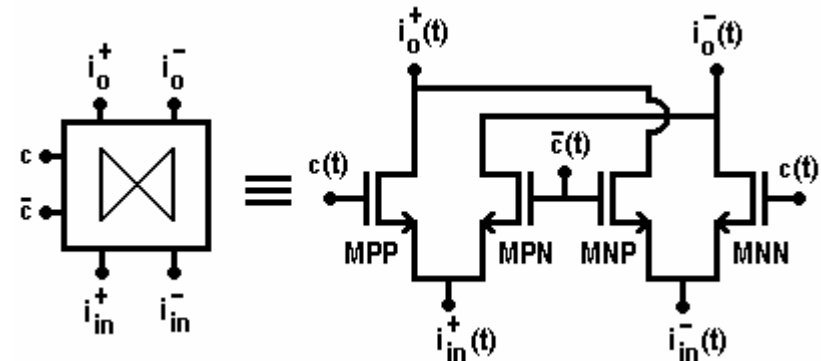 i_o^+ i_o^-
c
c̄
i_in^+ i_in^-
≡
i_o^+(t) i_o^-(t)
c(t) c̄(t) c(t)
MPP MPN MNP MNN
i_in^+(t) i_in^-(t)